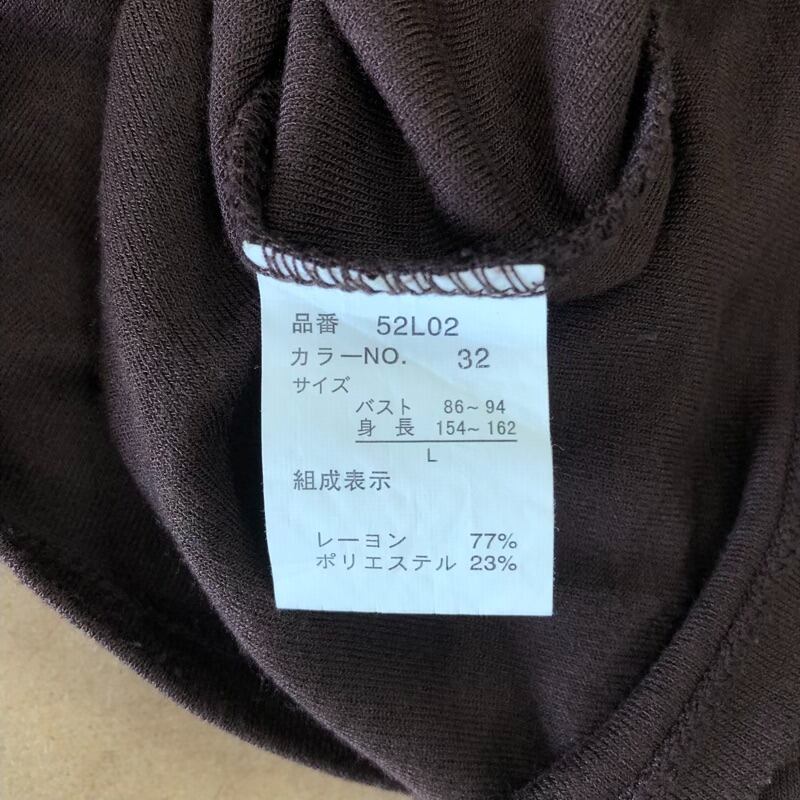 品番 52L02
カラーNO. 32
サイズ
バスト 86～94
身 長 154～162
L
組成表示
レーヨン 77%
ポリエステル 23%